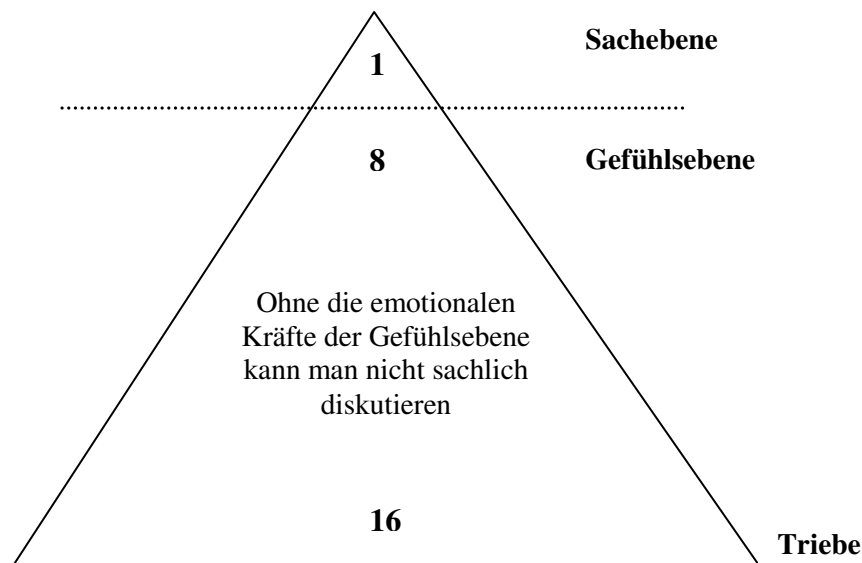 Sachebene
1
8
Gefühlsebene
Ohne die emotionalen
Kräfte der Gefühlsebene
kann man nicht sachlich
diskutieren
16
Triebe